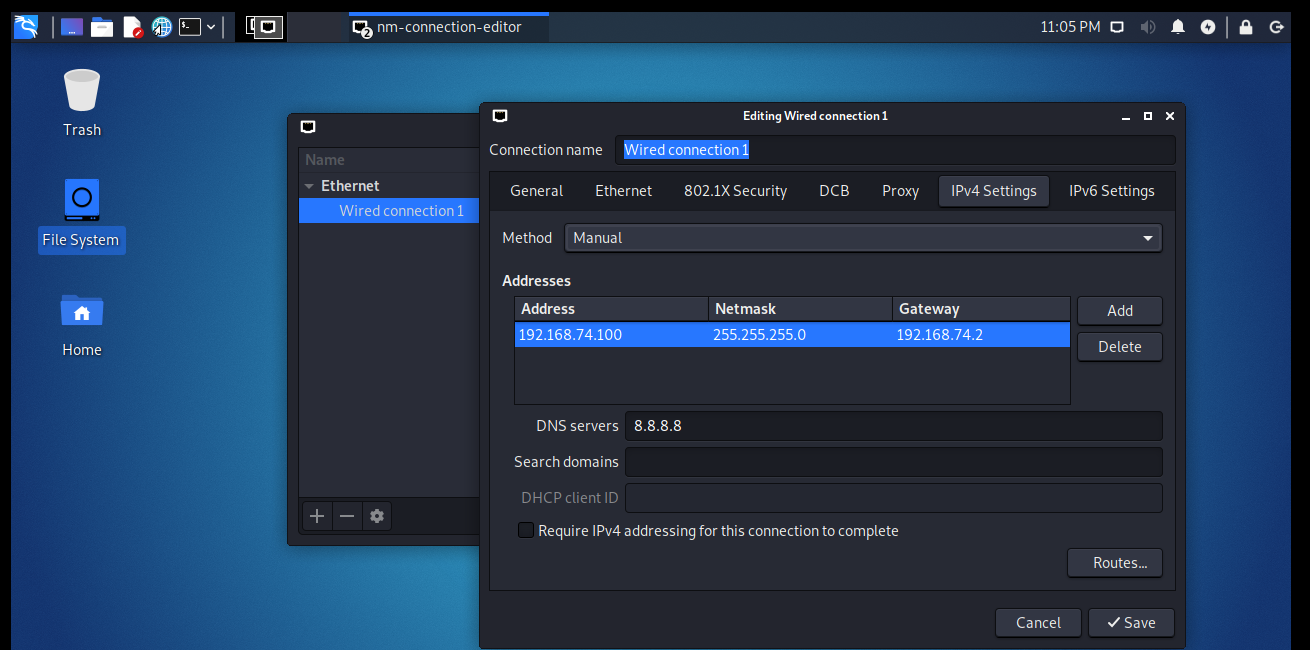 2 nm-connection-editor 11:05 PM
Trash
File System
Home
Name
Ethernet
Wired connection 1
Editing Wired connection 1
Connection name Wired connection 1
General Ethernet 802.1X Security DCB Proxy IPv4 Settings IPv6 Settings
Method Manual
Addresses
Address Netmask Gateway
192.168.74.100 255.255.255.0 192.168.74.2
Add
Delete
DNS servers 8.8.8.8
Search domains
DHCP client ID
Require IPv4 addressing for this connection to complete
Routes...
Cancel Save